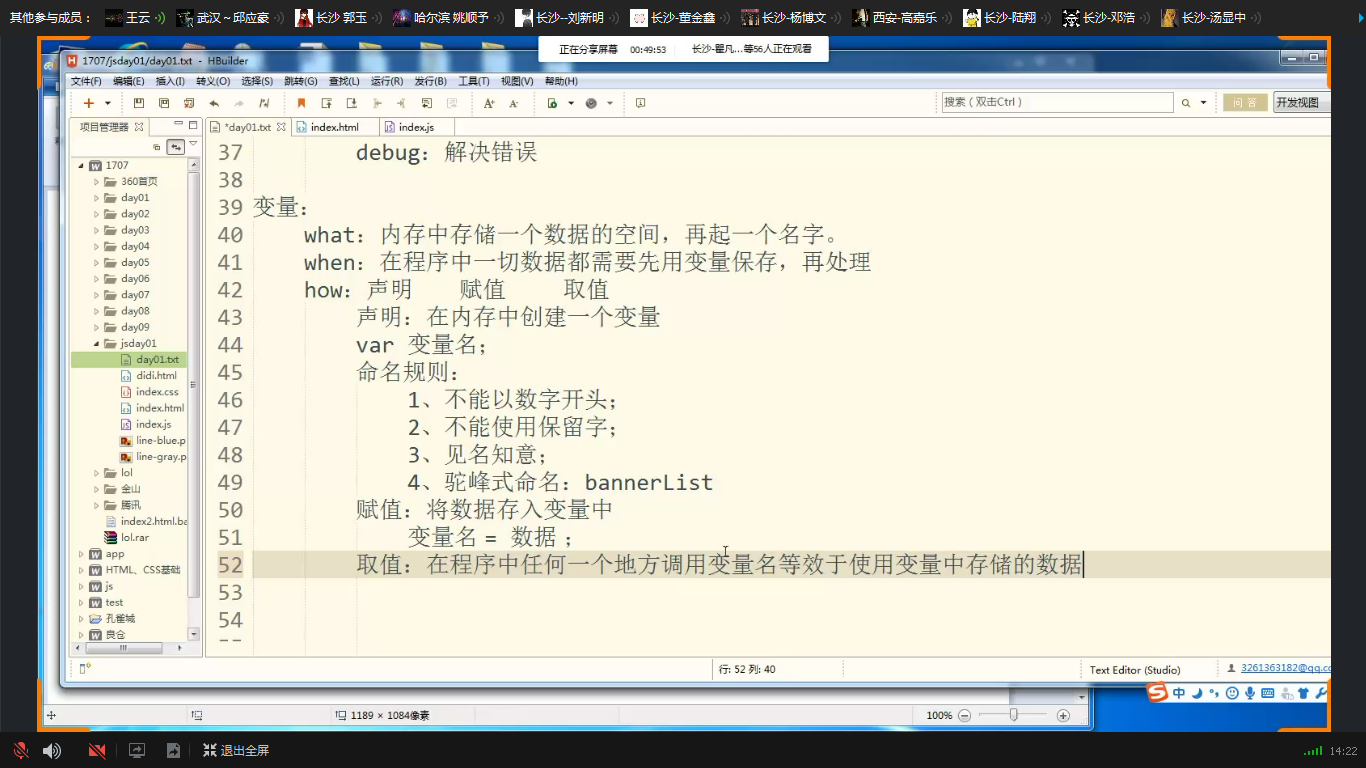 其他参与成员：
王云
武汉～邱应豪
长沙 郭玉
哈尔滨 姚顺予
长沙--刘新明
长沙-董金鑫
长沙-杨博文
西安-高嘉乐
长沙-陆翔
长沙-邓浩
长沙-汤显中
正在分享屏幕 00:49:53 长沙-瞿凡...等56人正在观看
1707/jsday01/day01.txt - HBuilder
文件(F) 编辑(E) 插入(I) 转义(O) 选择(S) 跳转(G) 查找(L) 运行(R) 发行(B) 工具(T) 视图(V) 帮助(H)
搜索（双击Ctrl） 问 答 开发视图
项目管理器
*day01.txt index.html index.js
1707
360首页
day01
day02
day03
day04
day05
day06
day07
day08
day09
jsday01
day01.txt
didi.html
index.css
index.html
index.js
line-blue.p
line-gray.p
lol
金山
腾讯
index2.html.ba
lol.rar
app
HTML、CSS基础
js
test
孔雀城
良仓
37 debug：解决错误
38
39 变量：
40 what：内存中存储一个数据的空间，再起一个名字。
41 when：在程序中一切数据都需要先用变量保存，再处理
42 how：声明 赋值 取值
43 声明：在内存中创建一个变量
44 var 变量名；
45 命名规则：
46 1、不能以数字开头；
47 2、不能使用保留字；
48 3、见名知意；
49 4、驼峰式命名：bannerList
50 赋值：将数据存入变量中
51 变量名 = 数据 ；
52 取值：在程序中任何一个地方调用变量名等效于使用变量中存储的数据
53
54
行: 52 列: 40
Text Editor (Studio)
3261363182@qq.co
中
1189 × 1084像素
100%
退出全屏
14:22